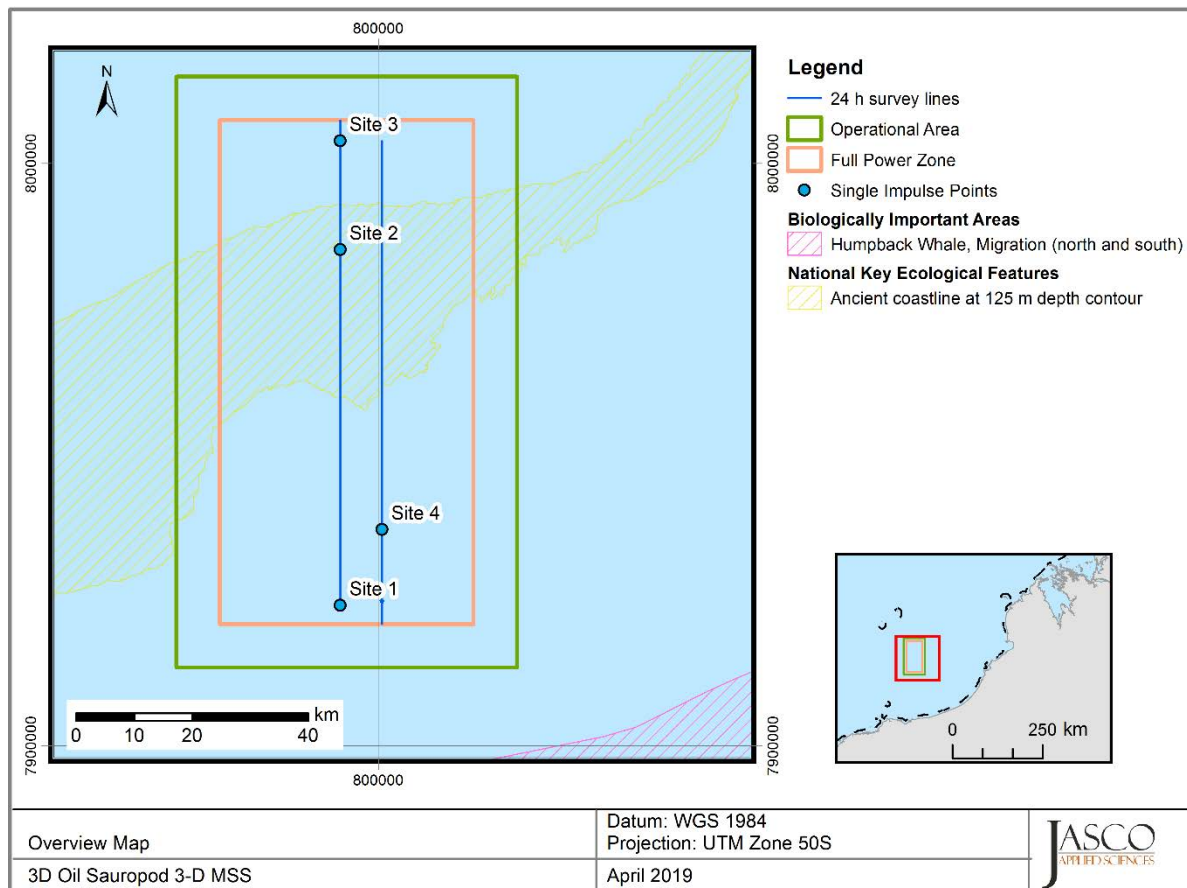 800000
N
8000000
8000000
Site 3
Site 2
Site 4
Site 1
km
0 10 20 40
7900000
7900000
800000
Legend
24 h survey lines
Operational Area
Full Power Zone
Single Impulse Points
Biologically Important Areas
Humpback Whale, Migration (north and south)
National Key Ecological Features
Ancient coastline at 125 m depth contour
0 250 km
Overview Map
3D Oil Sauropod 3-D MSS
Datum: WGS 1984
Projection: UTM Zone 50S
April 2019
JASCO
APPLIED SCIENCES